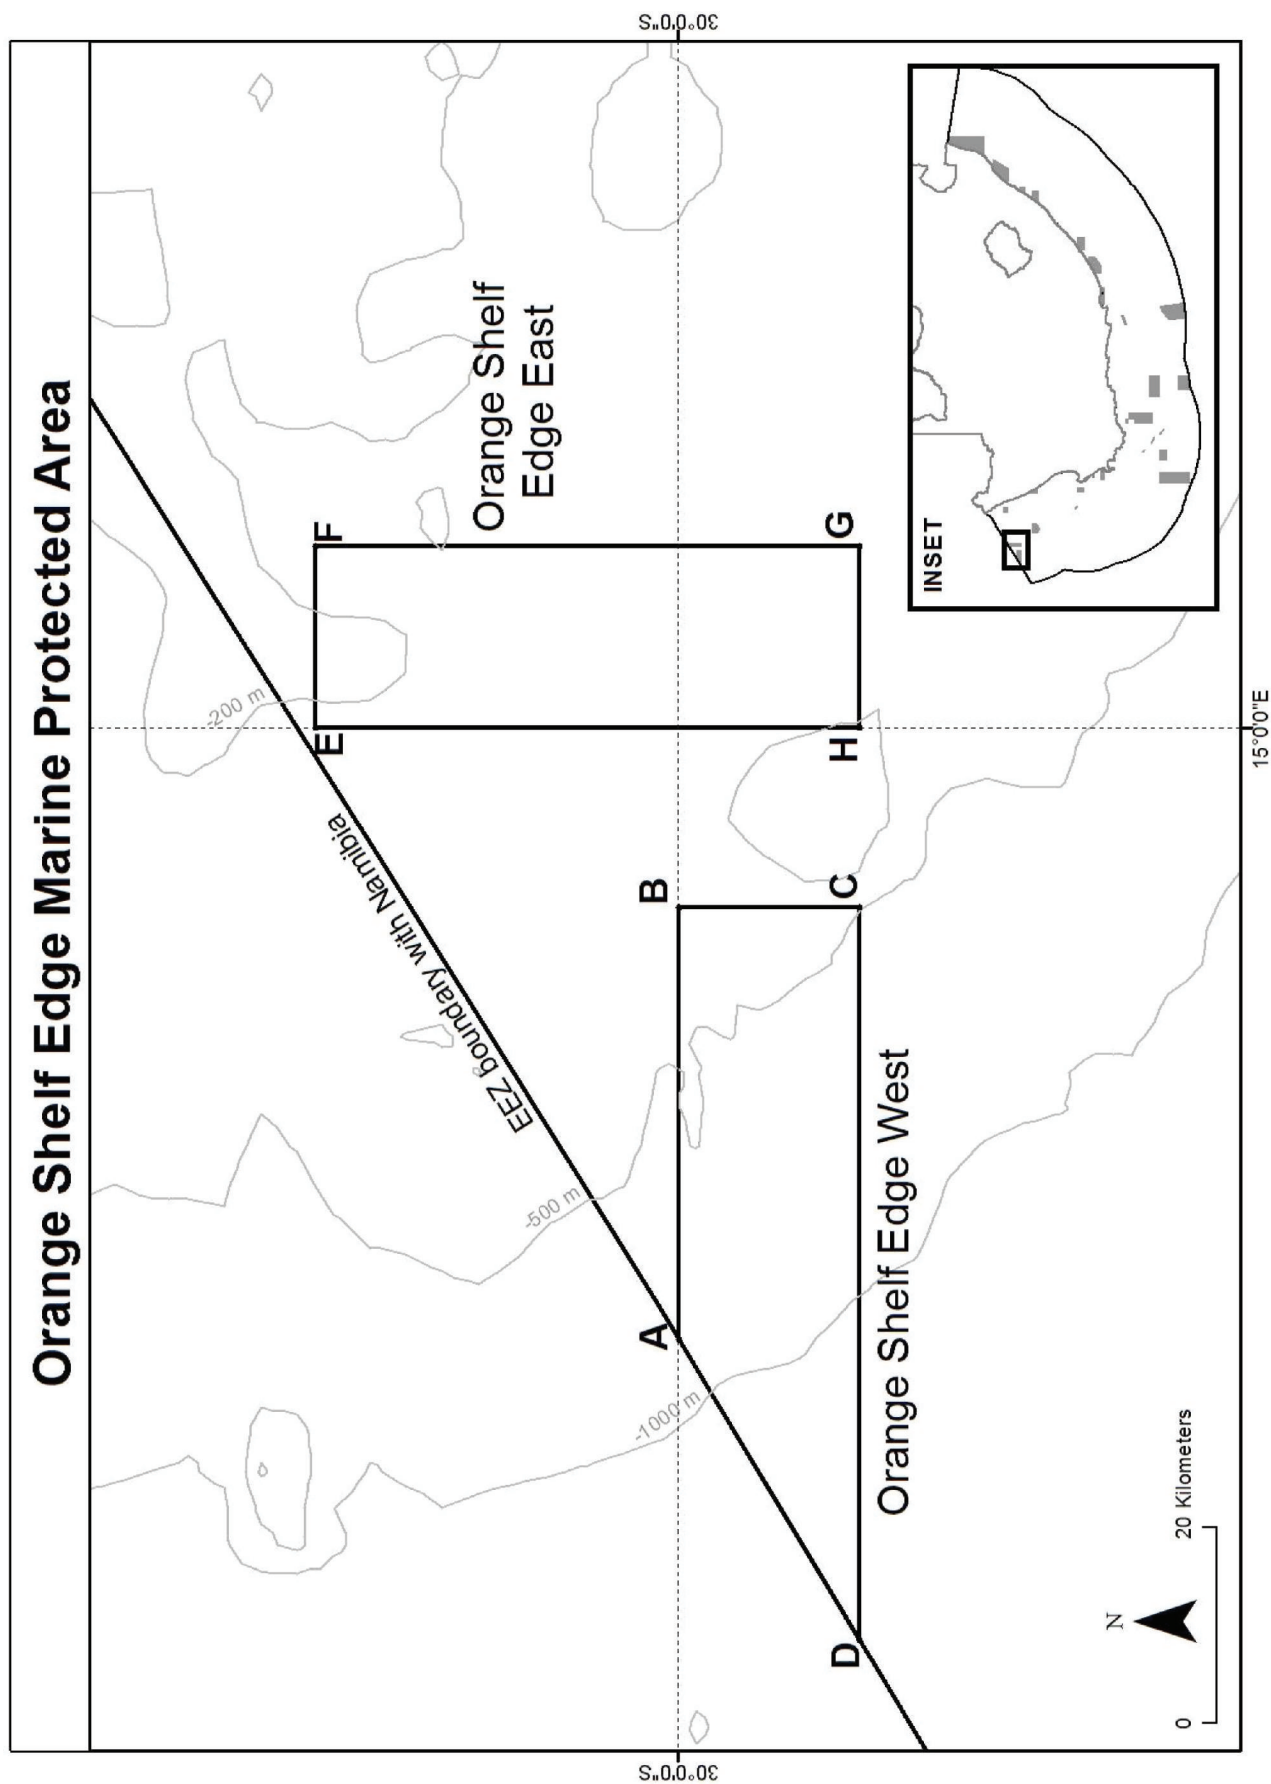 Orange Shelf Edge Marine Protected Area
30°0'0"S
30°0'0"S
15°0'0"E
-200 m
-500 m
-1000 m
EEZ boundary with Namibia
A
B
C
D
E
F
G
H
Orange Shelf
Edge East
Orange Shelf Edge West
INSET
N
0
20 Kilometers